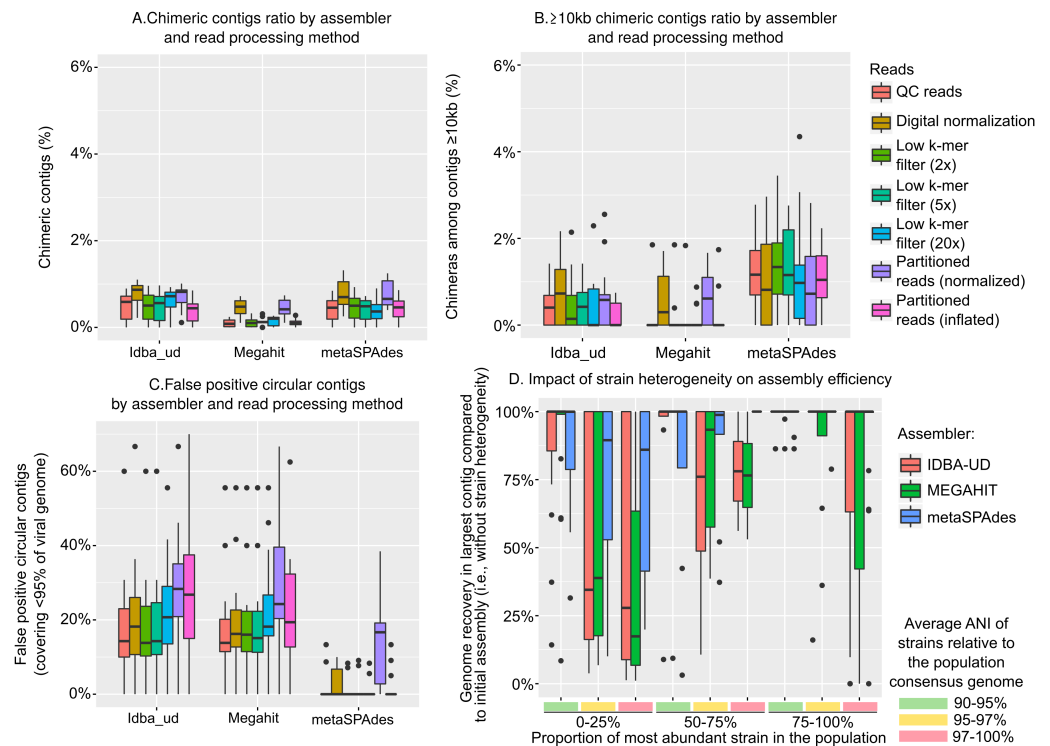 A.Chimeric contigs ratio by assembler
and read processing method
Chimeric contigs (%)
6%
4%
2%
0%
Idba_ud
Megahit
metaSPAdes
B.≥10kb chimeric contigs ratio by assembler
and read processing method
Chimeras among contigs ≥10kb (%)
6%
4%
2%
0%
Idba_ud
Megahit
metaSPAdes
Reads
QC reads
Digital normalization
Low k-mer
filter (2x)
Low k-mer
filter (5x)
Low k-mer
filter (20x)
Partitioned
reads (normalized)
Partitioned
reads (inflated)
C.False positive circular contigs
by assembler and read processing method
False positive circular contigs
(covering <95% of viral genome)
60%
40%
20%
0%
Idba_ud
Megahit
metaSPAdes
D. Impact of strain heterogeneity on assembly efficiency
Genome recovery in largest contig compared
to initial assembly (i.e., without strain heterogeneity)
100%
75%
50%
25%
0%
0-25%
50-75%
75-100%
Proportion of most abundant strain in the population
Assembler:
IDBA-UD
MEGAHIT
metaSPAdes
Average ANI of
strains relative to
the population
consensus genome
90-95%
95-97%
97-100%